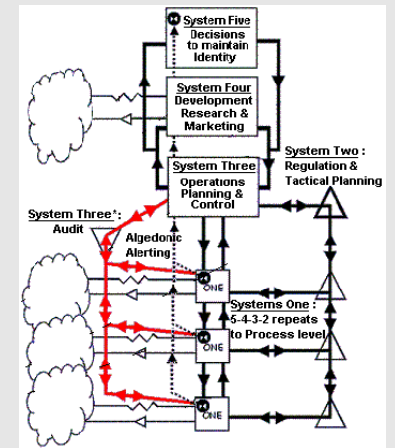 System Five
Decisions
to maintain
Identity
System Four
Development
Research &
Marketing
System Three
Operations
Planning &
Control
System Two :
Regulation &
Tactical Planning
System Three*:
Audit
Algedonic
Alerting
ONE
Systems One :
5-4-3-2 repeats
to Process level
ONE
ONE